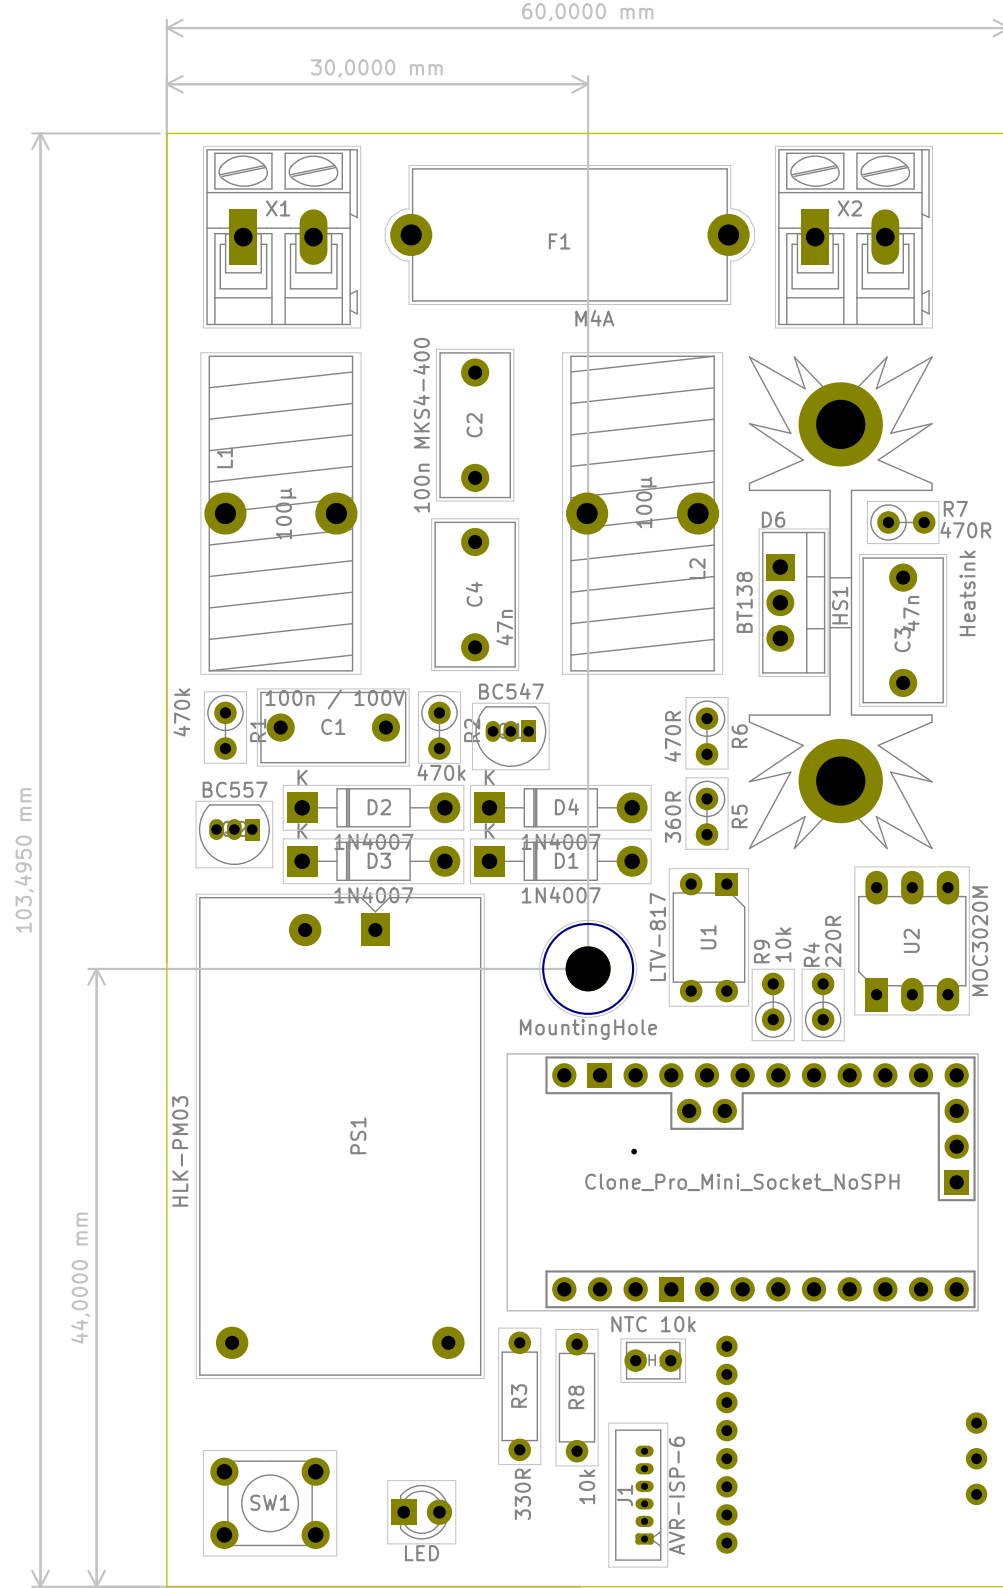 60,0000 mm
30,0000 mm
X1
X2
F1
M4A
100n MKS4-400
C2
L1
100µ
100µ
R7
470R
D6
C4
47n
L2
BT138
HS1
47n
C3
Heatsink
470k
R1
100n / 100V
C1
R2
470k
BC547
470R
R6
BC557
K
D2
1N4007
K
D4
1N4007
360R
R5
K
D3
1N4007
K
D1
1N4007
103,4950 mm
LTV-817
U1
R9
10k
R4
220R
U2
MOC3020M
MountingHole
HLK-PM03
PS1
Clone_Pro_Mini_Socket_NoSPH
44,0000 mm
NTC 10k
R3
330R
R8
10k
J1
AVR-ISP-6
SW1
LED